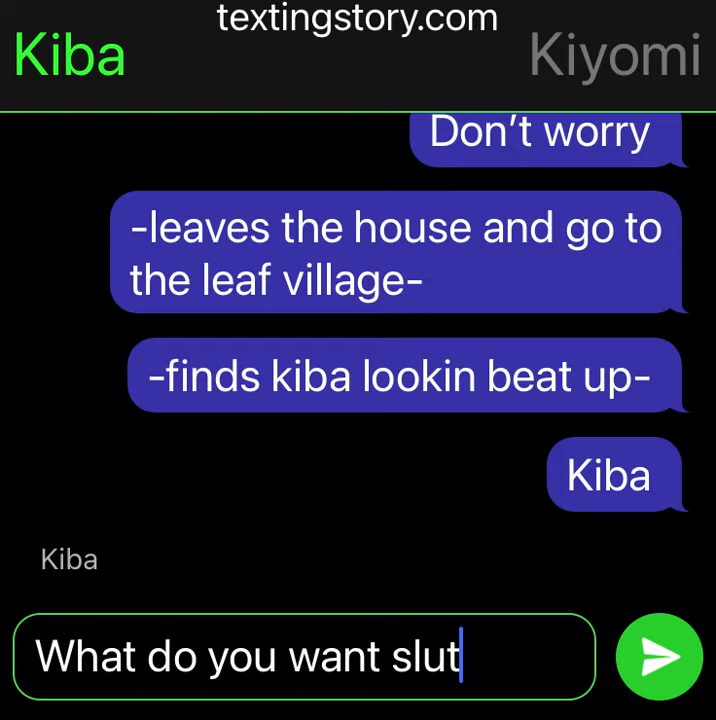 textingstory.com
Kiba
Kiyomi
Don’t worry
-leaves the house and go to
the leaf village-
-finds kiba lookin beat up-
Kiba
Kiba
What do you want slut